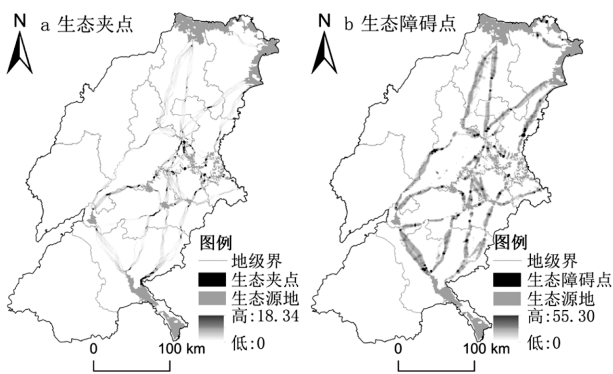 N
a 生态夹点
图例
地级界
生态夹点
生态源地
高:18.34
低:0
0 100 km
N
b 生态障碍点
图例
地级界
生态障碍点
生态源地
高:55.30
低:0
0 100 km